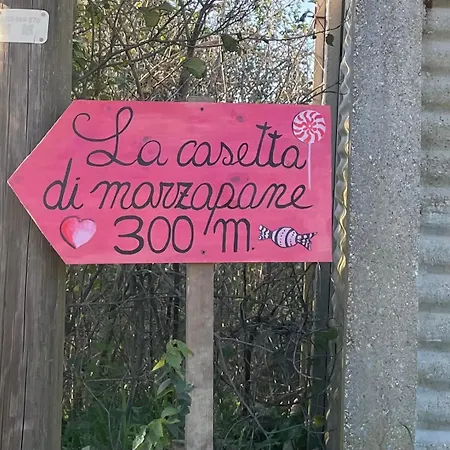 La casetta
di marzapane
300 m.